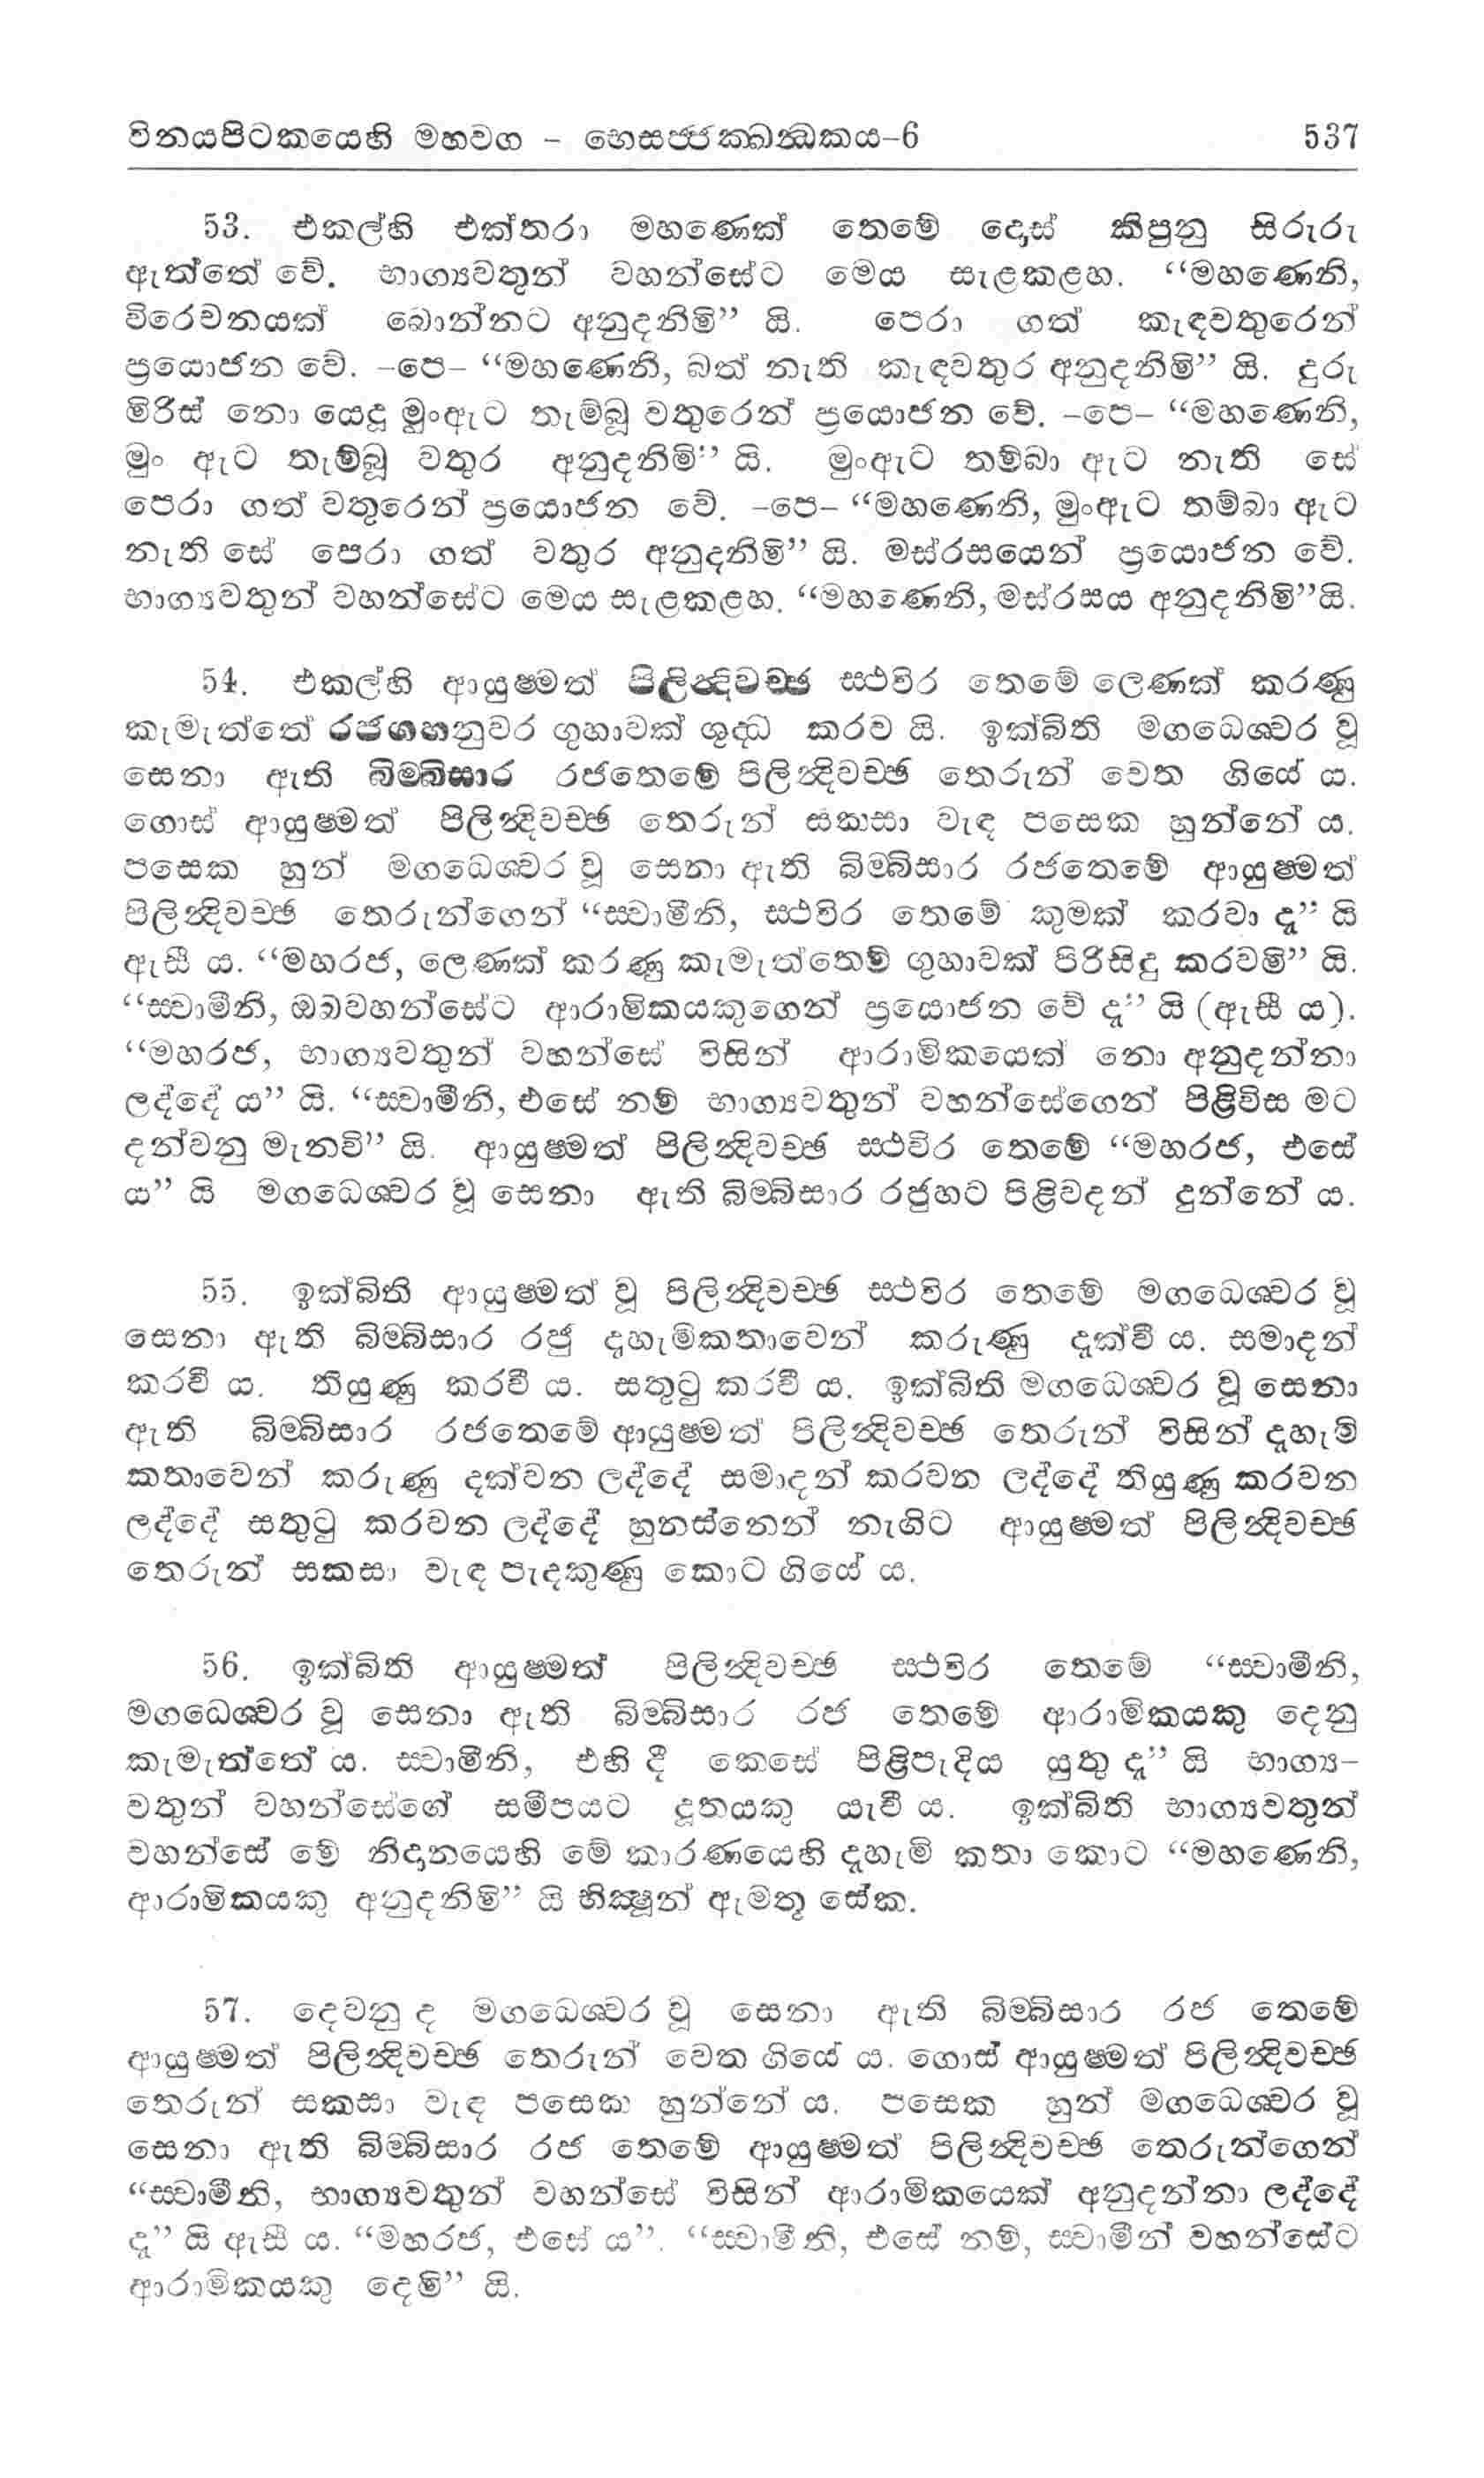 විනයපිටකයෙහි මහවග – භෙසජ්ජක්ඛන්ධකය–6 537
53. එකල්හි එක්තරා මහණෙක් තෙමේ දොස් කිපුනු සිරුරු
ඇත්තේ වේ. භාග්‍යවතුන් වහන්සේට මෙය සැළකළහ. “මහණෙනි,
විරෙචනයක් බොන්නට අනුදනිමි” යි. පෙරා ගත් කැඳවතුරෙන්
ප්‍රයොජන වේ. –පෙ– “මහණෙනි, බත් නැති කැඳවතුර අනුදනිමි” යි. දුරු
මිරිස් නො යෙදූ මුංඇට තැම්බූ වතුරෙන් ප්‍රයොජන වේ. –පෙ– “මහණෙනි,
මුං ඇට තැම්බූ වතුර අනුදනිමි” යි. මුංඇට තම්බා ඇට නැති සේ
පෙරා ගත් වතුරෙන් ප්‍රයොජන වේ. –පෙ– “මහණෙනි, මුංඇට තම්බා ඇට
නැති සේ පෙරා ගත් වතුර අනුදනිමි” යි. මස්රසයෙන් ප්‍රයොජන වේ.
භාග්‍යවතුන් වහන්සේට මෙය සැළකළහ. “මහණෙනි, මස්රසය අනුදනිමි”යි.
54. එකල්හි ආයුෂ්මත් පිලින්දිවච්ඡ ස්ථවිර තෙමේ ලෙණක් කරණු
කැමැත්තේ රජගහනුවර ගුහාවක් ශුද්ධ කරව යි. ඉක්බිති මගධෙශ්වර වූ
සෙනා ඇති බිම්බිසාර රජතෙමේ පිලින්දිවච්ඡ තෙරුන් වෙත ගියේ ය.
ගොස් ආයුෂ්මත් පිලින්දිවච්ඡ තෙරුන් සකසා වැඳ පසෙක හුන්නේ ය.
පසෙක හුන් මගධෙශ්වර වූ සෙනා ඇති බිම්බිසාර රජතෙමේ ආයුෂ්මත්
පිලින්දිවච්ඡ තෙරුන්ගෙන් “ස්වාමීනි, ස්ථවිර තෙමේ කුමක් කරවා ද?” යි
ඇසී ය. “මහරජ, ලෙණක් කරණු කැමැත්තෙම් ගුහාවක් පිරිසිදු කරවමි” යි.
“ස්වාමීනි, ඔබවහන්සේට ආරාමිකයකුගෙන් ප්‍රයොජන වේ දැ” යි (ඇසී ය).
“මහරජ, භාග්‍යවතුන් වහන්සේ විසින් ආරාමිකයෙක් නො අනුදන්නා
ලද්දේ ය” යි. “ස්වාමීනි, එසේ නම් භාග්‍යවතුන් වහන්සේගෙන් පිළිවිස මට
දන්වනු මැනවි” යි. ආයුෂ්මත් පිලින්දිවච්ඡ ස්ථවිර තෙමේ “මහරජ, එසේ
ය” යි මගධෙශ්වර වූ සෙනා ඇති බිම්බිසාර රජුහට පිළිවදන් දුන්නේ ය.
55. ඉක්බිති ආයුෂ්මත් වූ පිලින්දිවච්ඡ ස්ථවිර තෙමේ මගධෙශ්වර වූ
සෙනා ඇති බිම්බිසාර රජු දැහැමිකතාවෙන් කරුණු දැක්වී ය. සමාදන්
කරවී ය. තියුණු කරවී ය. සතුටු කරවී ය. ඉක්බිති මගධෙශ්වර වූ සෙනා
ඇති බිම්බිසාර රජතෙමේ ආයුෂ්මත් පිලින්දිවච්ඡ තෙරුන් විසින් දැහැමි
කතාවෙන් කරුණු දක්වන ලද්දේ සමාදන් කරවන ලද්දේ තියුණු කරවන
ලද්දේ සතුටු කරවන ලද්දේ හුනස්නෙන් නැගිට ආයුෂ්මත් පිලින්දිවච්ඡ
තෙරුන් සකසා වැඳ පැදකුණු කොට ගියේ ය.
56. ඉක්බිති ආයුෂ්මත් පිලින්දිවච්ඡ ස්ථවිර තෙමේ “ස්වාමීනි,
මගධෙශ්වර වූ සෙනා ඇති බිම්බිසාර රජ තෙමේ ආරාමිකයකු දෙනු
කැමැත්තේ ය. ස්වාමීනි, එහි දී කෙසේ පිළිපැදිය යුතු දැ” යි භාග්‍ය–
වතුන් වහන්සේගේ සමීපයට දූතයකු යැවී ය. ඉක්බිති භාග්‍යවතුන්
වහන්සේ මේ නිදානයෙහි මේ කාරණයෙහි දැහැමි කතා කොට “මහණෙනි,
ආරාමිකයකු අනුදනිමි” යි භික්ෂූන් ඇමතූ සේක.
57. දෙවනු ද මගධෙශ්වර වූ සෙනා ඇති බිම්බිසාර රජ තෙමේ
ආයුෂ්මත් පිලින්දිවච්ඡ තෙරුන් වෙත ගියේ ය. ගොස් ආයුෂ්මත් පිලින්දිවච්ඡ
තෙරුන් සකසා වැඳ පසෙක හුන්නේ ය. පසෙක හුන් මගධෙශ්වර වූ
සෙනා ඇති බිම්බිසාර රජ තෙමේ ආයුෂ්මත් පිලින්දිවච්ඡ තෙරුන්ගෙන්
“ස්වාමීනි, භාග්‍යවතුන් වහන්සේ විසින් ආරාමිකයෙක් අනුදන්නා ලද්දේ
දැ” යි ඇසී ය. “මහරජ, එසේ ය”. “ස්වාමීනි, එසේ නම්, ස්වාමීන් වහන්සේට
ආරාමිකයකු දෙමි” යි.